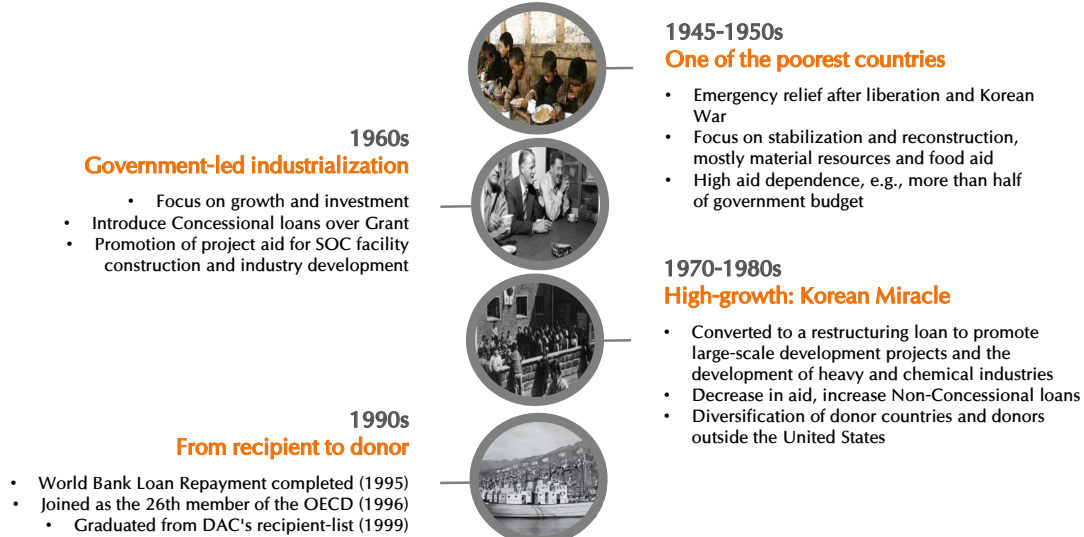 1945-1950s
One of the poorest countries
• Emergency relief after liberation and Korean
War
• Focus on stabilization and reconstruction,
mostly material resources and food aid
• High aid dependence, e.g., more than half
of government budget
1960s
Government-led industrialization
• Focus on growth and investment
• Introduce Concessional loans over Grant
• Promotion of project aid for SOC facility
construction and industry development
1970-1980s
High-growth: Korean Miracle
• Converted to a restructuring loan to promote
large-scale development projects and the
development of heavy and chemical industries
• Decrease in aid, increase Non-Concessional loans
• Diversification of donor countries and donors
outside the United States
1990s
From recipient to donor
• World Bank Loan Repayment completed (1995)
• Joined as the 26th member of the OECD (1996)
• Graduated from DAC's recipient-list (1999)